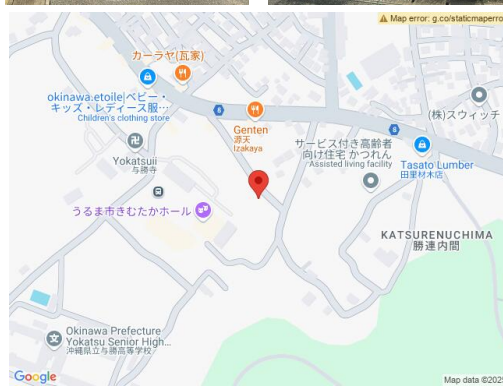 Map error: g.co/staticmaperro
カーラヤ(瓦家)
okinawa.etoile|ベビー・
キッズ・レディース服...
Children's clothing store
8
Genten
源天
Izakaya
(株)スウィッチ
サービス付き高齢者
向け住宅 かつれん
Assisted living facility
8
Tasato Lumber
田里材木店
Yokatsuji
与勝寺
うるま市きむたかホール
KATSURENUCHIMA
勝連内間
Okinawa Prefecture
Yokatsu Senior High...
沖縄県立与勝高等学校
Google
Map data ©202